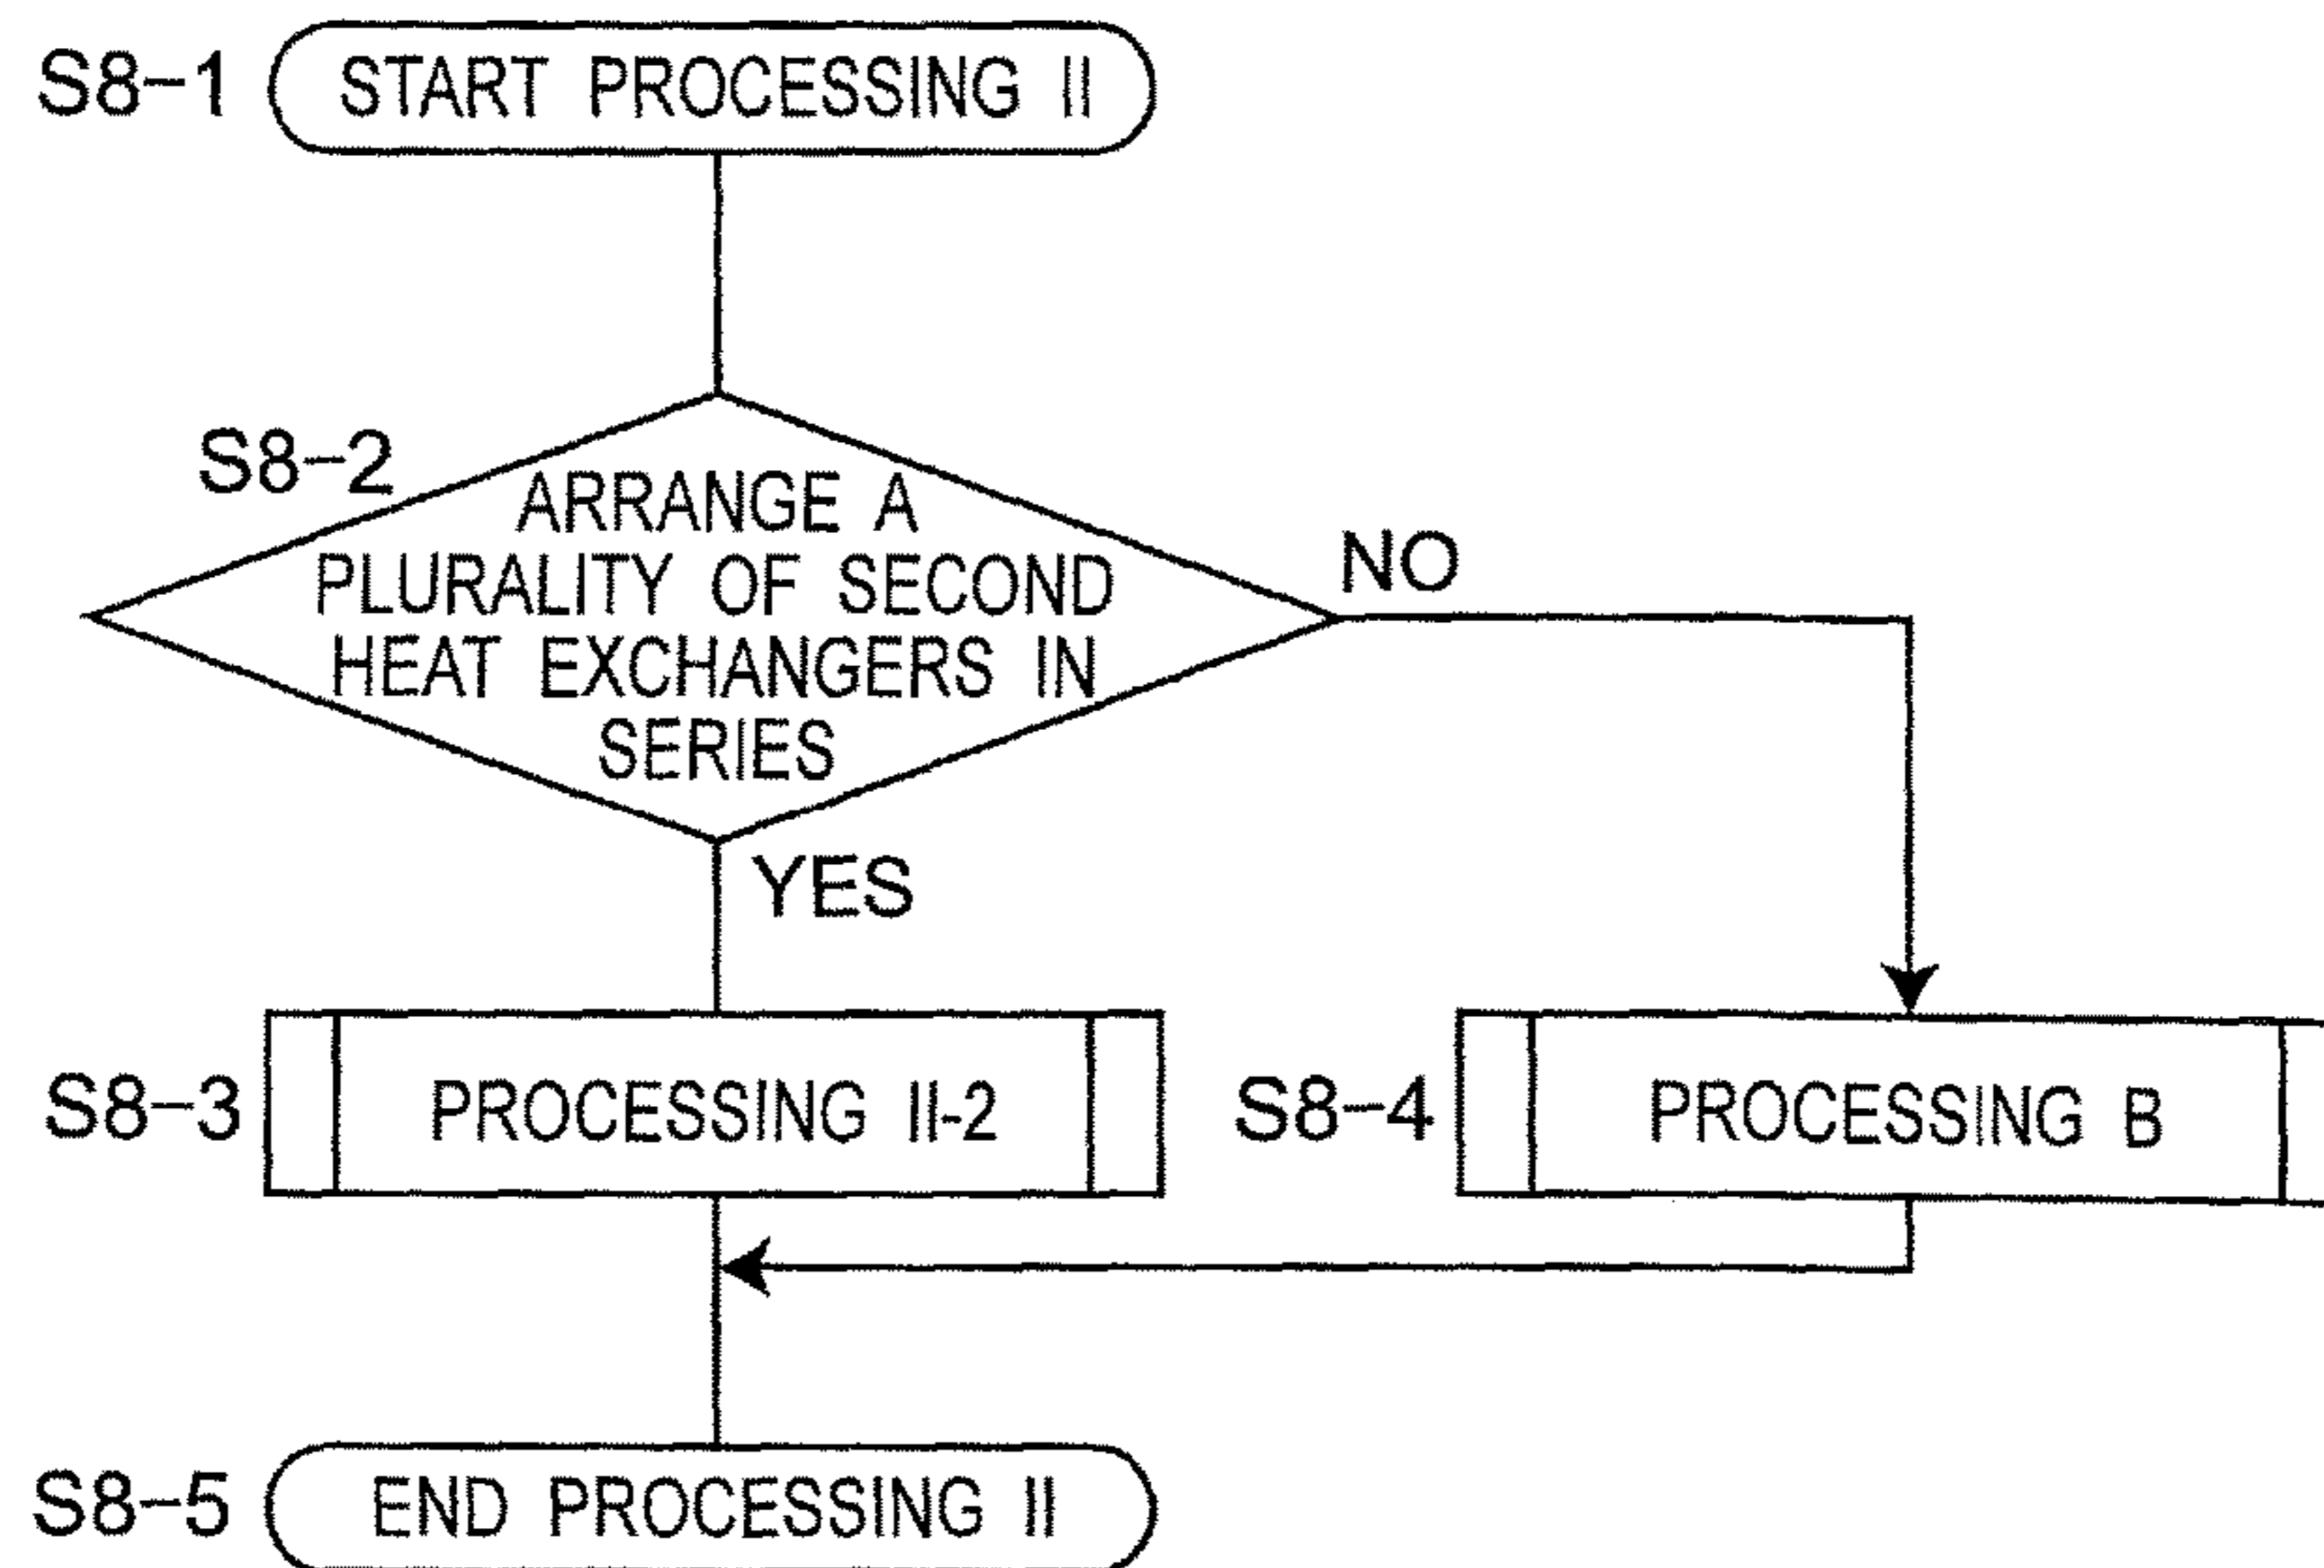 S8-1 START PROCESSING II
S8-2
ARRANGE A
PLURALITY OF SECOND
HEAT EXCHANGERS IN
SERIES
NO
YES
S8-3 PROCESSING II-2
S8-4 PROCESSING B
S8-5 END PROCESSING II